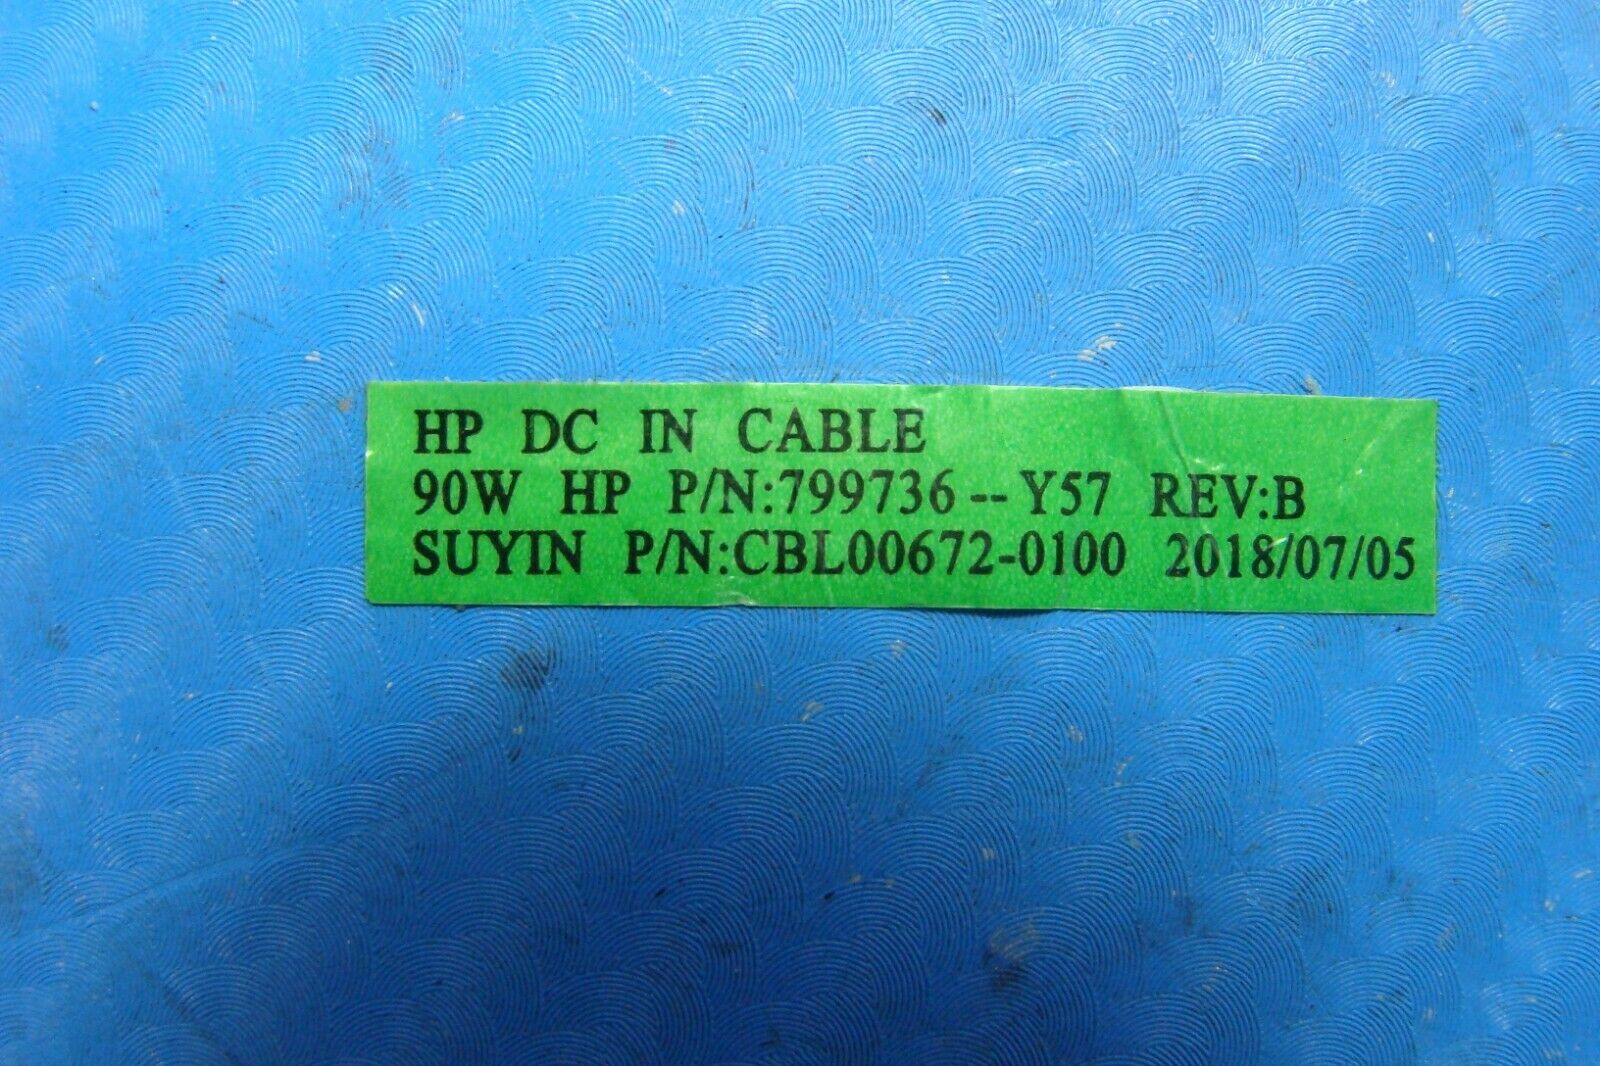 HP DC IN CABLE
90W HP P/N:799736--Y57 REV:B
SUYIN P/N:CBL00672-0100 2018/07/05